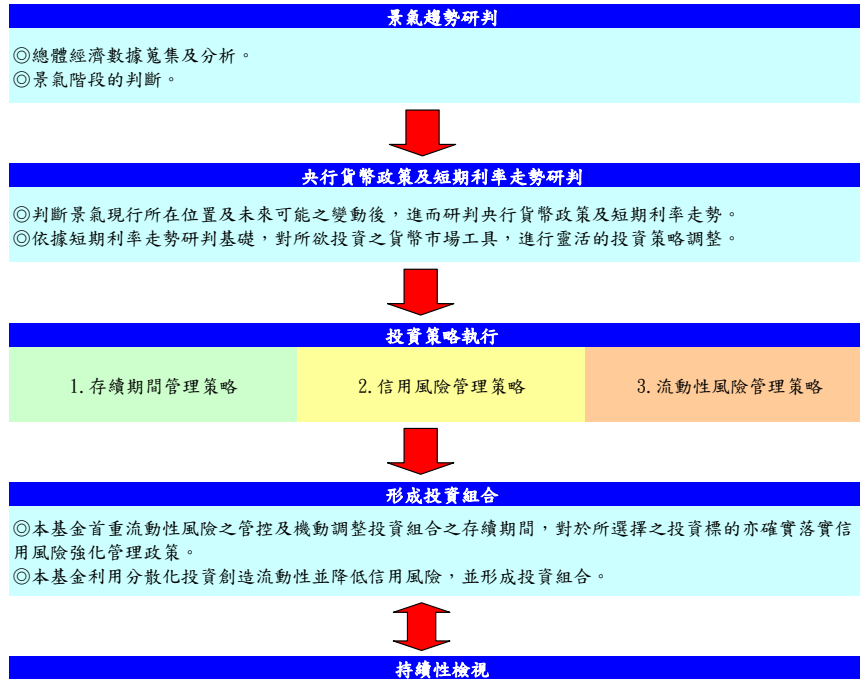 景氣趨勢研判
◎總體經濟數據蒐集及分析。
◎景氣階段的判斷。
央行貨幣政策及短期利率走勢研判
◎判斷景氣現行所在位置及未來可能之變動後，進而研判央行貨幣政策及短期利率走勢。
◎依據短期利率走勢研判基礎，對所欲投資之貨幣市場工具，進行靈活的投資策略調整。
投資策略執行
1.存續期間管理策略
2.信用風險管理策略
3.流動性風險管理策略
形成投資組合
◎本基金首重流動性風險之管控及機動調整投資組合之存續期間，對於所選擇之投資標的亦確實落實信
用風險強化管理政策。
◎本基金利用分散化投資創造流動性並降低信用風險，並形成投資組合。
持續性檢視